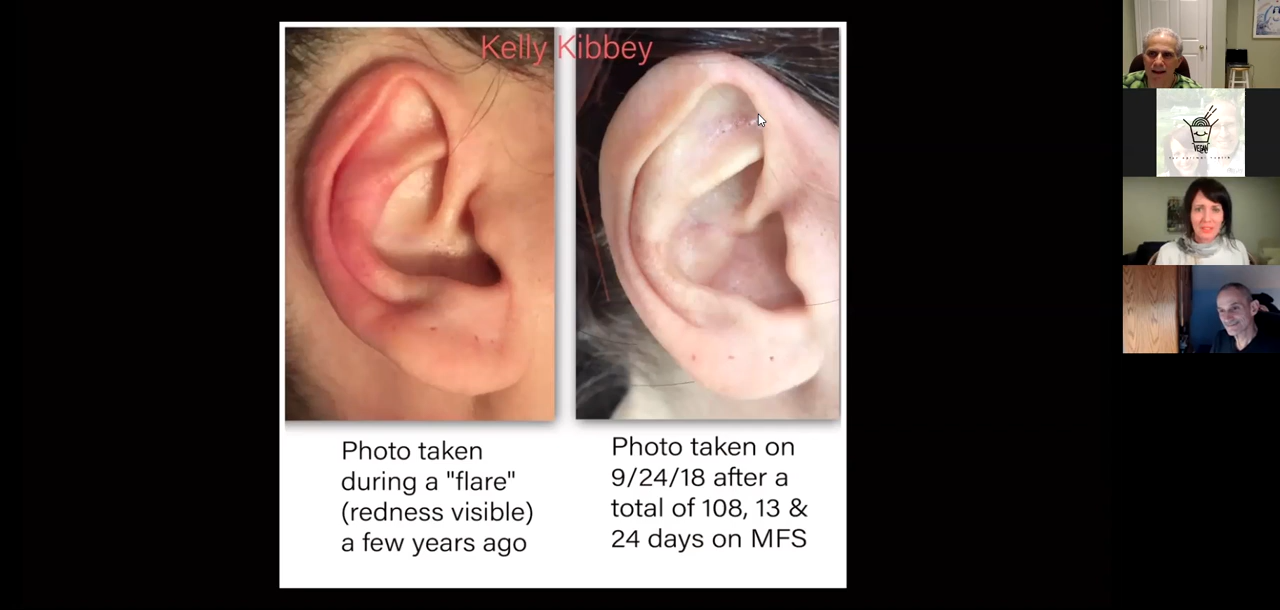 Kelly Kibbey
Photo taken
during a "flare"
(redness visible)
a few years ago
Photo taken on
9/24/18 after a
total of 108, 13 &
24 days on MFS
VEGAN